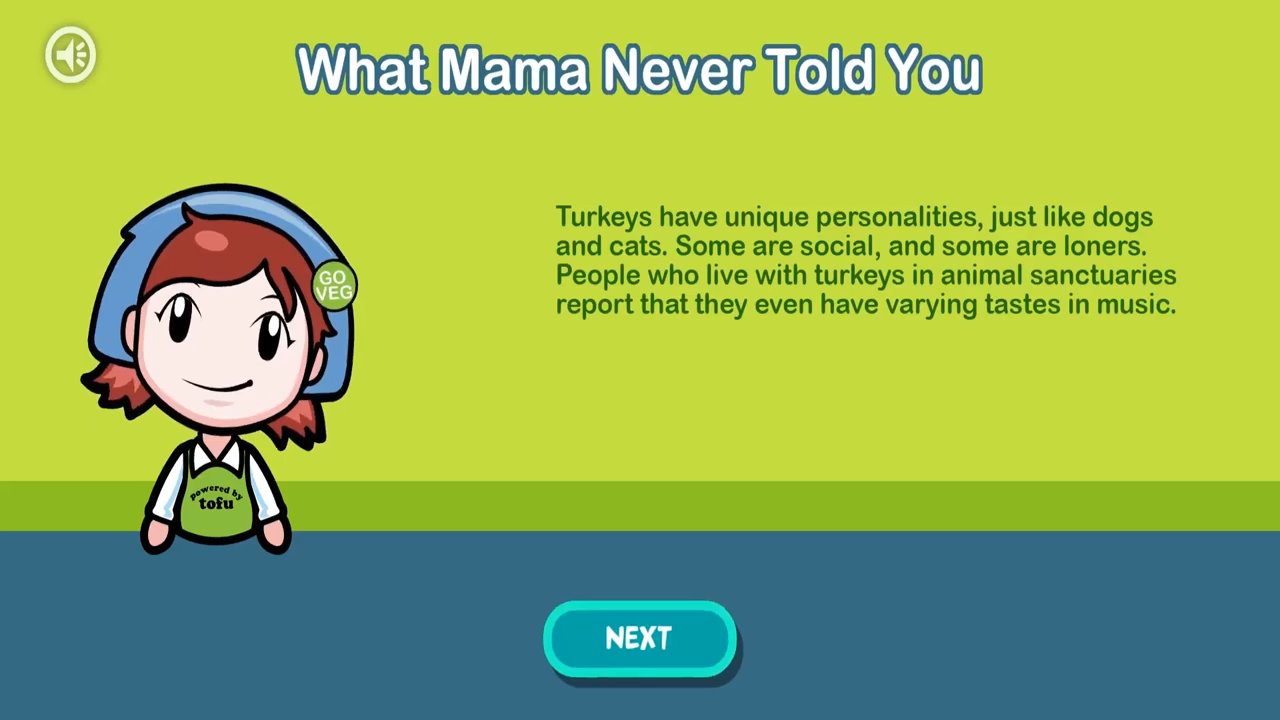 What Mama Never Told You
Turkeys have unique personalities, just like dogs
and cats. Some are social, and some are loners.
People who live with turkeys in animal sanctuaries
report that they even have varying tastes in music.
GO
VEG
powered by
tofu
NEXT